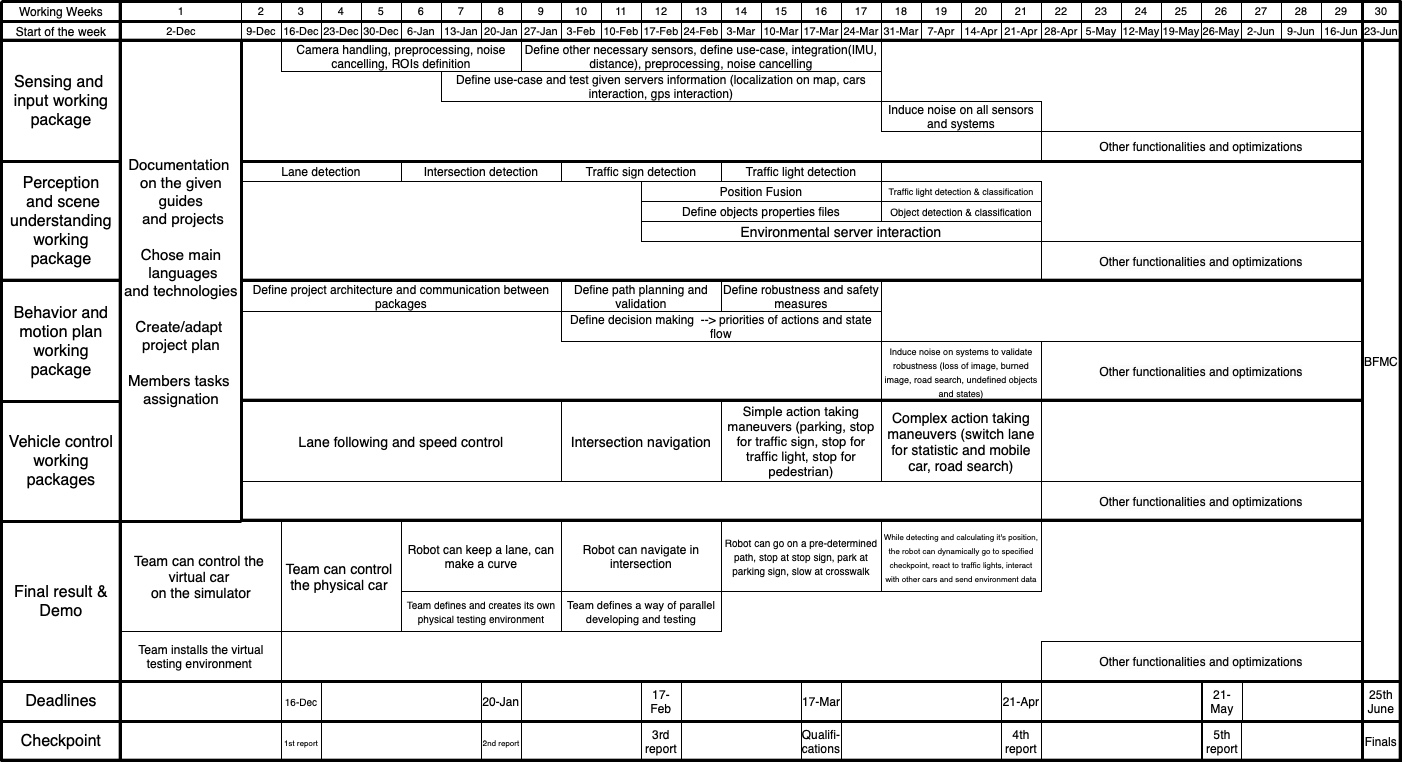 Working Weeks 1 2 3 4 5 6 7 8 9 10 11 12 13 14 15 16 17 18 19 20 21 22 23 24 25 26 27 28 29 30
Start of the week 2-Dec 9-Dec 16-Dec 23-Dec 30-Dec 6-Jan 13-Jan 20-Jan 27-Jan 3-Feb 10-Feb 17-Feb 24-Feb 3-Mar 10-Mar 17-Mar 24-Mar 31-Mar 7-Apr 14-Apr 21-Apr 28-Apr 5-May 12-May 19-May 26-May 2-Jun 9-Jun 16-Jun 23-Jun
Sensing and
input working
package
Camera handling, preprocessing, noise
cancelling, ROIs definition
Define other necessary sensors, define use-case, integration(IMU,
distance), preprocessing, noise cancelling
Define use-case and test given servers information (localization on map, cars
interaction, gps interaction)
Induce noise on all sensors
and systems
Other functionalities and optimizations
Documentation
on the given
guides
and projects
Chose main
languages
and technologies
Create/adapt
project plan
Members tasks
assignation
Perception
and scene
understanding
working
package
Lane detection
Intersection detection
Traffic sign detection
Traffic light detection
Position Fusion
Traffic light detection & classification
Define objects properties files
Object detection & classification
Environmental server interaction
Other functionalities and optimizations
Behavior and
motion plan
working
package
Define project architecture and communication between
packages
Define path planning and
validation
Define robustness and safety
measures
Define decision making --> priorities of actions and state
flow
Induce noise on systems to validate
robustness (loss of image, burned
image, road search, undefined objects
and states)
Other functionalities and optimizations
BFMC
Vehicle control
working
packages
Lane following and speed control
Intersection navigation
Simple action taking
maneuvers (parking, stop
for traffic sign, stop for
traffic light, stop for
pedestrian)
Complex action taking
maneuvers (switch lane
for statistic and mobile
car, road search)
Other functionalities and optimizations
Final result &
Demo
Team can control the
virtual car
on the simulator
Team can control
the physical car
Robot can keep a lane, can
make a curve
Robot can navigate in
intersection
Robot can go on a pre-determined
path, stop at stop sign, park at
parking sign, slow at crosswalk
While detecting and calculating it's position,
the robot can dynamically go to specified
checkpoint, react to traffic lights, interact
with other cars and send environment data
Team defines and creates its own
physical testing environment
Team defines a way of parallel
developing and testing
Team installs the virtual
testing environment
Other functionalities and optimizations
Deadlines
16-Dec
20-Jan
17-
Feb
17-Mar
21-Apr
21-
May
25th
June
Checkpoint
1st report
2nd report
3rd
report
Qualifi-
cations
4th
report
5th
report
Finals